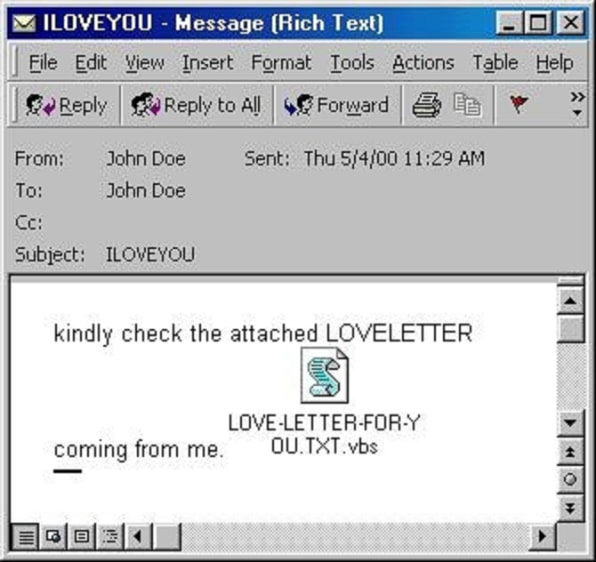 ILOVEYOU - Message (Rich Text)
File Edit View Insert Format Tools Actions Table Help
Reply Reply to All Forward
From: John Doe Sent: Thu 5/4/00 11:29 AM
To: John Doe
Cc:
Subject: ILOVEYOU
kindly check the attached LOVELETTER
LOVE-LETTER-FOR-Y
OU.TXT.vbs
coming from me.